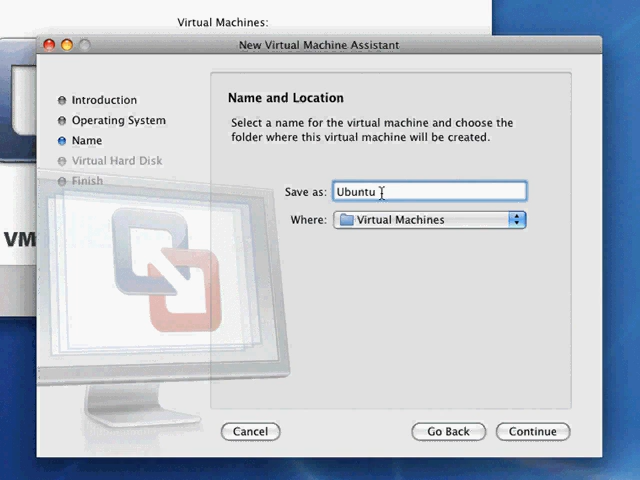 Virtual Machines:
New Virtual Machine Assistant
Introduction
Operating System
Name
Virtual Hard Disk
Finish
Name and Location
Select a name for the virtual machine and choose the
folder where this virtual machine will be created.
Save as: Ubuntu
Where: Virtual Machines
VM
Cancel
Go Back
Continue